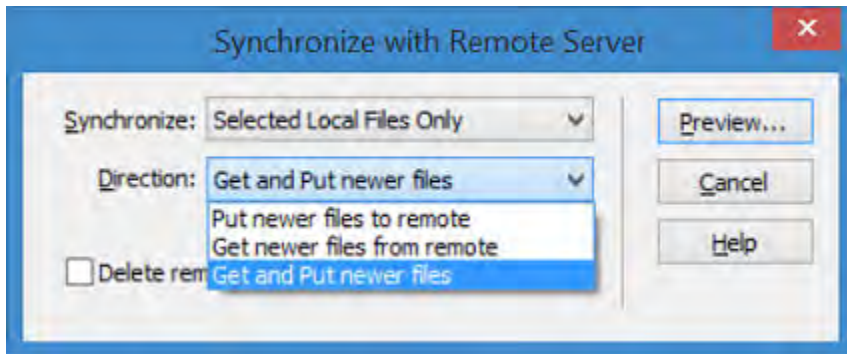 Synchronize with Remote Server
Synchronize: Selected Local Files Only
Preview...
Direction: Get and Put newer files
Cancel
Put newer files to remote
Get newer files from remote
Help
Delete rem
Get and Put newer files